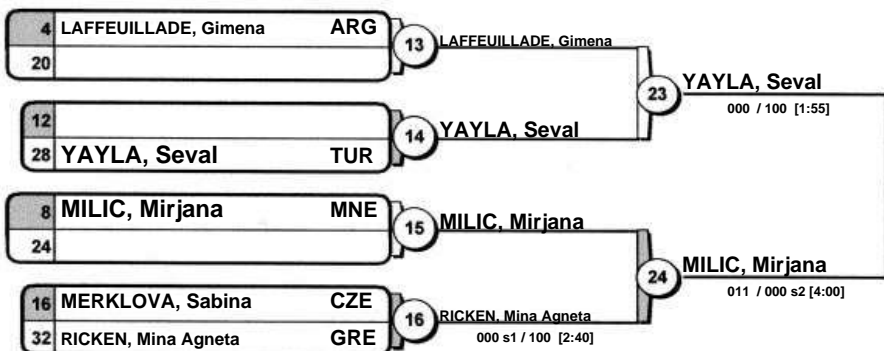 4 LAFFEUILLADE, Gimena ARG
20
13 LAFFEUILLADE, Gimena
12
28 YAYLA, Seval TUR
14 YAYLA, Seval
23 YAYLA, Seval
000 / 100 [1:55]
8 MILIC, Mirjana MNE
24
15 MILIC, Mirjana
16 MERKLOVA, Sabina CZE
32 RICKEN, Mina Agneta GRE
16 RICKEN, Mina Agneta
000 s1 / 100 [2:40]
24 MILIC, Mirjana
011 / 000 s2 [4:00]